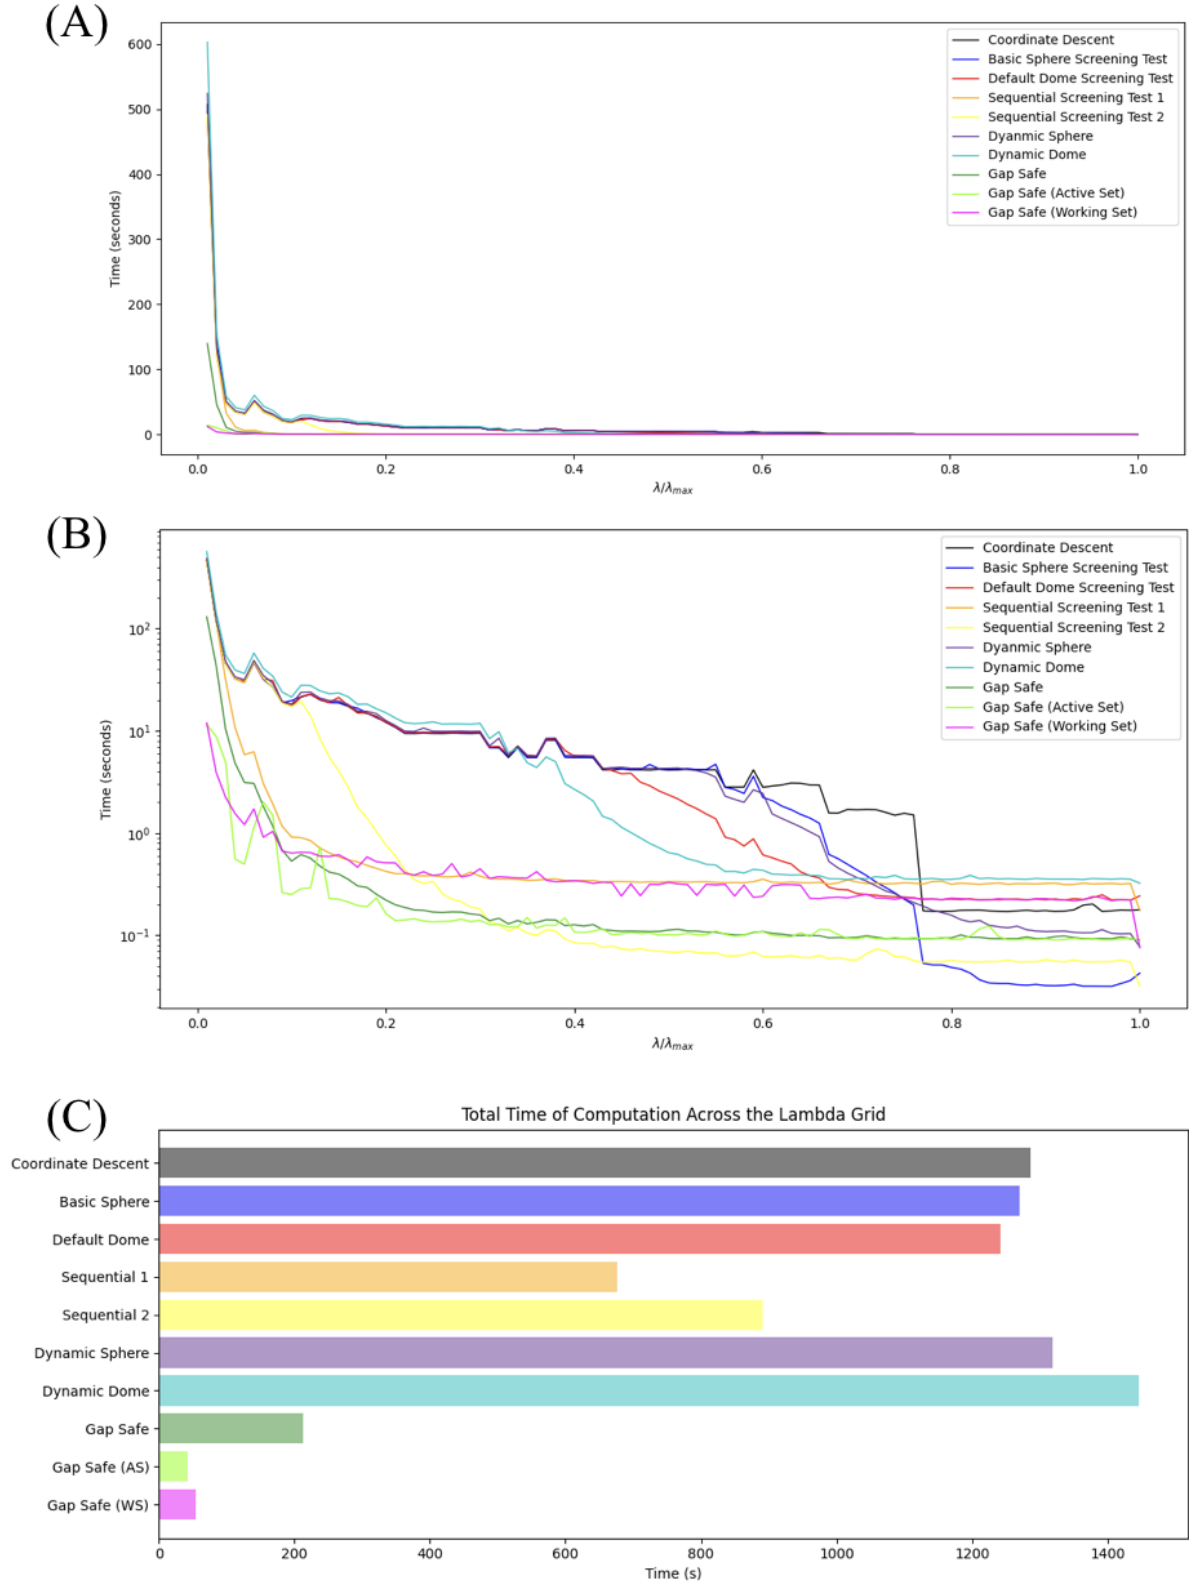 (A)
600
500
400
300
200
100
0
Time (seconds)
0.0 0.2 0.4 0.6 0.8 1.0
λ/λmax
Coordinate Descent
Basic Sphere Screening Test
Default Dome Screening Test
Sequential Screening Test 1
Sequential Screening Test 2
Dyanmic Sphere
Dynamic Dome
Gap Safe
Gap Safe (Active Set)
Gap Safe (Working Set)
(B)
10²
10¹
10⁰
10⁻¹
Time (seconds)
0.0 0.2 0.4 0.6 0.8 1.0
λ/λmax
Coordinate Descent
Basic Sphere Screening Test
Default Dome Screening Test
Sequential Screening Test 1
Sequential Screening Test 2
Dyanmic Sphere
Dynamic Dome
Gap Safe
Gap Safe (Active Set)
Gap Safe (Working Set)
(C)
Total Time of Computation Across the Lambda Grid
Coordinate Descent
Basic Sphere
Default Dome
Sequential 1
Sequential 2
Dynamic Sphere
Dynamic Dome
Gap Safe
Gap Safe (AS)
Gap Safe (WS)
0 200 400 600 800 1000 1200 1400
Time (s)